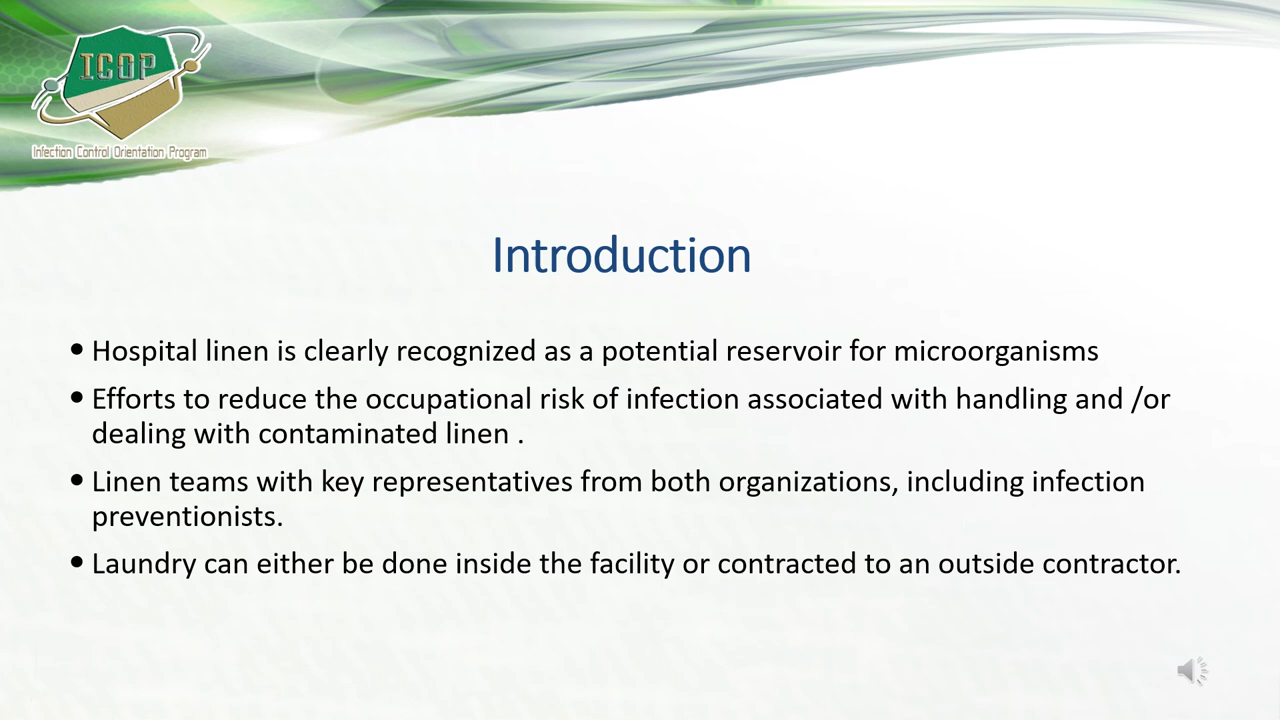 ICOP
Infection Control Orientation Program
Introduction
• Hospital linen is clearly recognized as a potential reservoir for microorganisms
• Efforts to reduce the occupational risk of infection associated with handling and /or
dealing with contaminated linen .
• Linen teams with key representatives from both organizations, including infection
preventionists.
• Laundry can either be done inside the facility or contracted to an outside contractor.